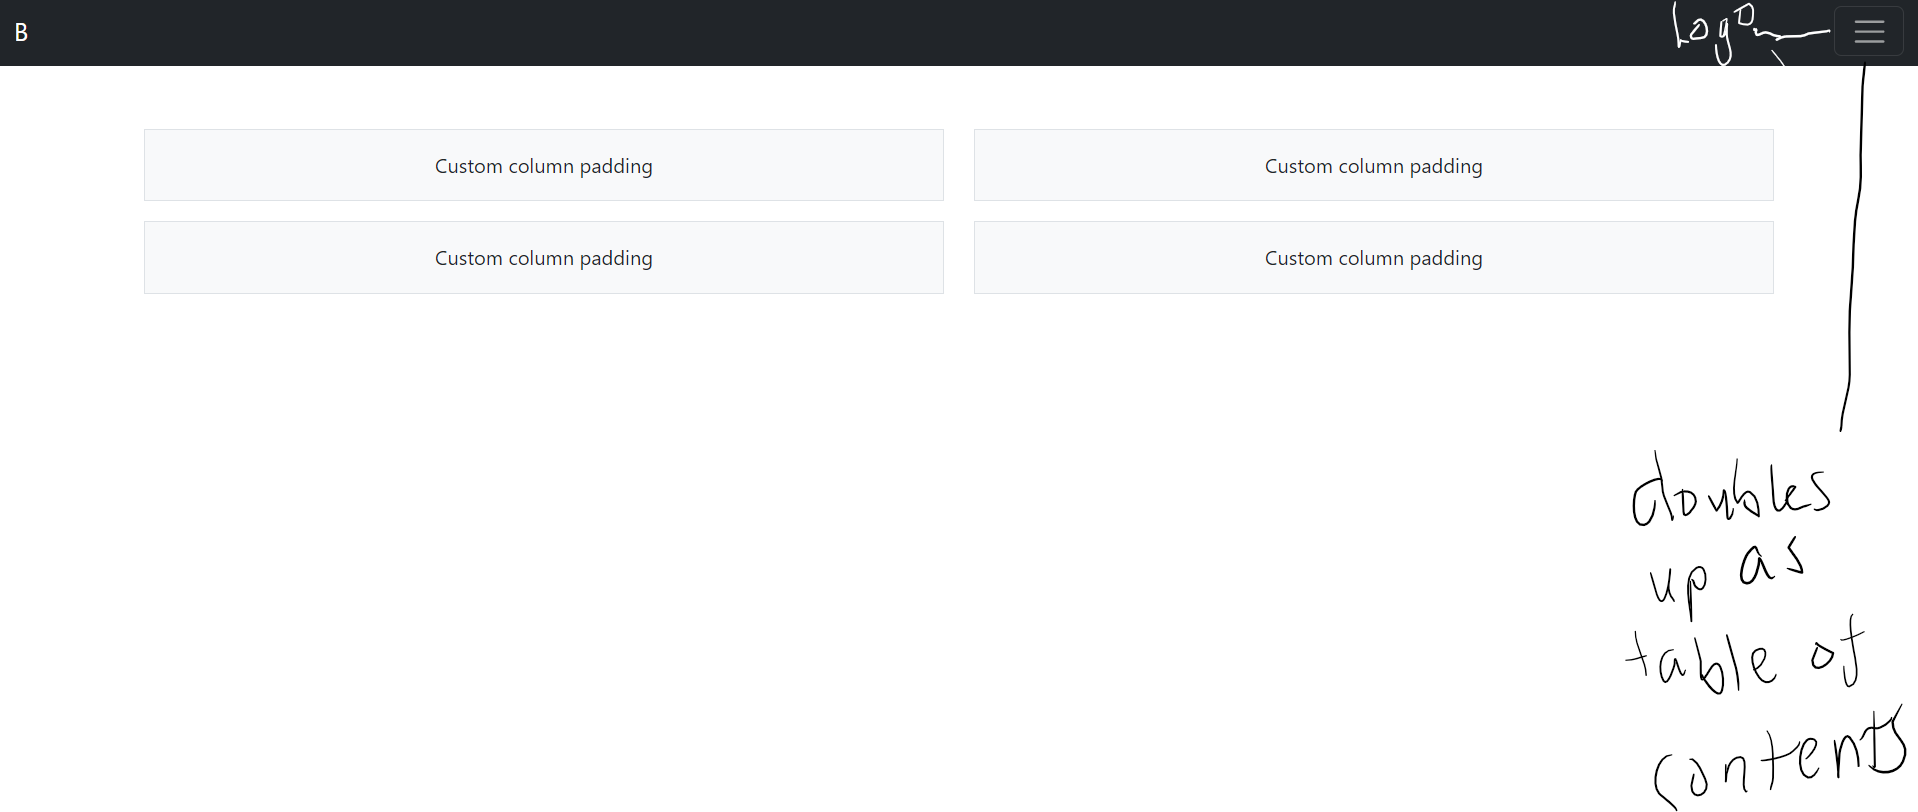 B
Logo
Custom column padding
Custom column padding
Custom column padding
Custom column padding
doubles
up as
table of
contents